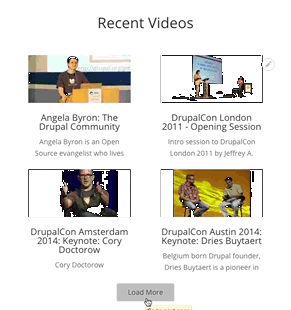 Recent Videos
Angela Byron: The
Drupal Community
Angela Byron is an Open
Source evangelist who lives
DrupalCon London
2011 - Opening Session
Intro session to DrupalCon
London 2011 by Jeffrey A.
DrupalCon Amsterdam
2014: Keynote: Cory
Doctorow
Cory Doctorow
DrupalCon Austin 2014:
Keynote: Dries Buytaert
Belgium born Drupal founder,
Dries Buytaert is a pioneer in
Load More